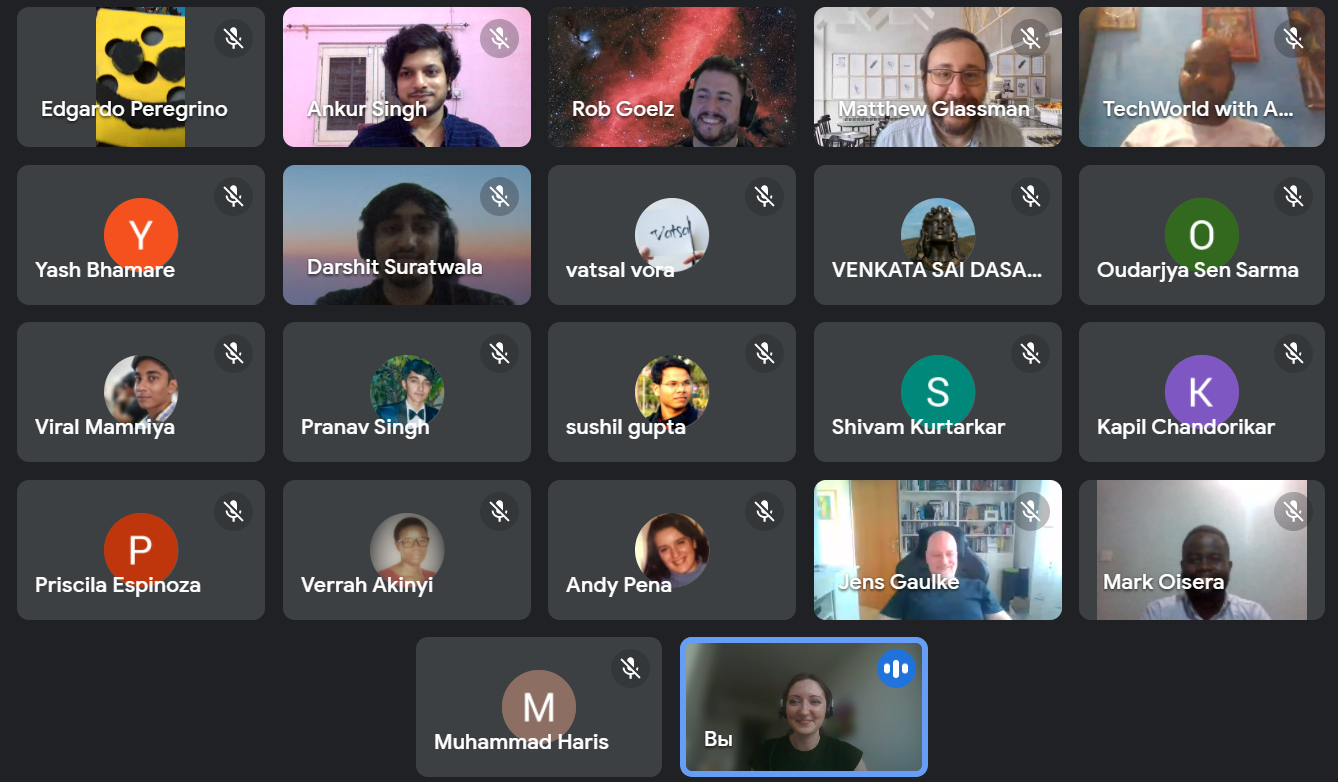 Edgardo Peregrino
Ankur Singh
Rob Goelz
Matthew Glassman
TechWorld with A...
Y
Yash Bhamare
Darshit Suratwala
vatsal
vatsal vora
VENKATA SAI DASA...
O
Oudarjya Sen Sarma
Viral Mamniya
Pranav Singh
sushil gupta
S
Shivam Kurtarkar
K
Kapil Chandorikar
P
Priscila Espinoza
Verrah Akinyi
Andy Pena
Jens Gaulke
Mark Oisera
M
Muhammad Haris
Вы